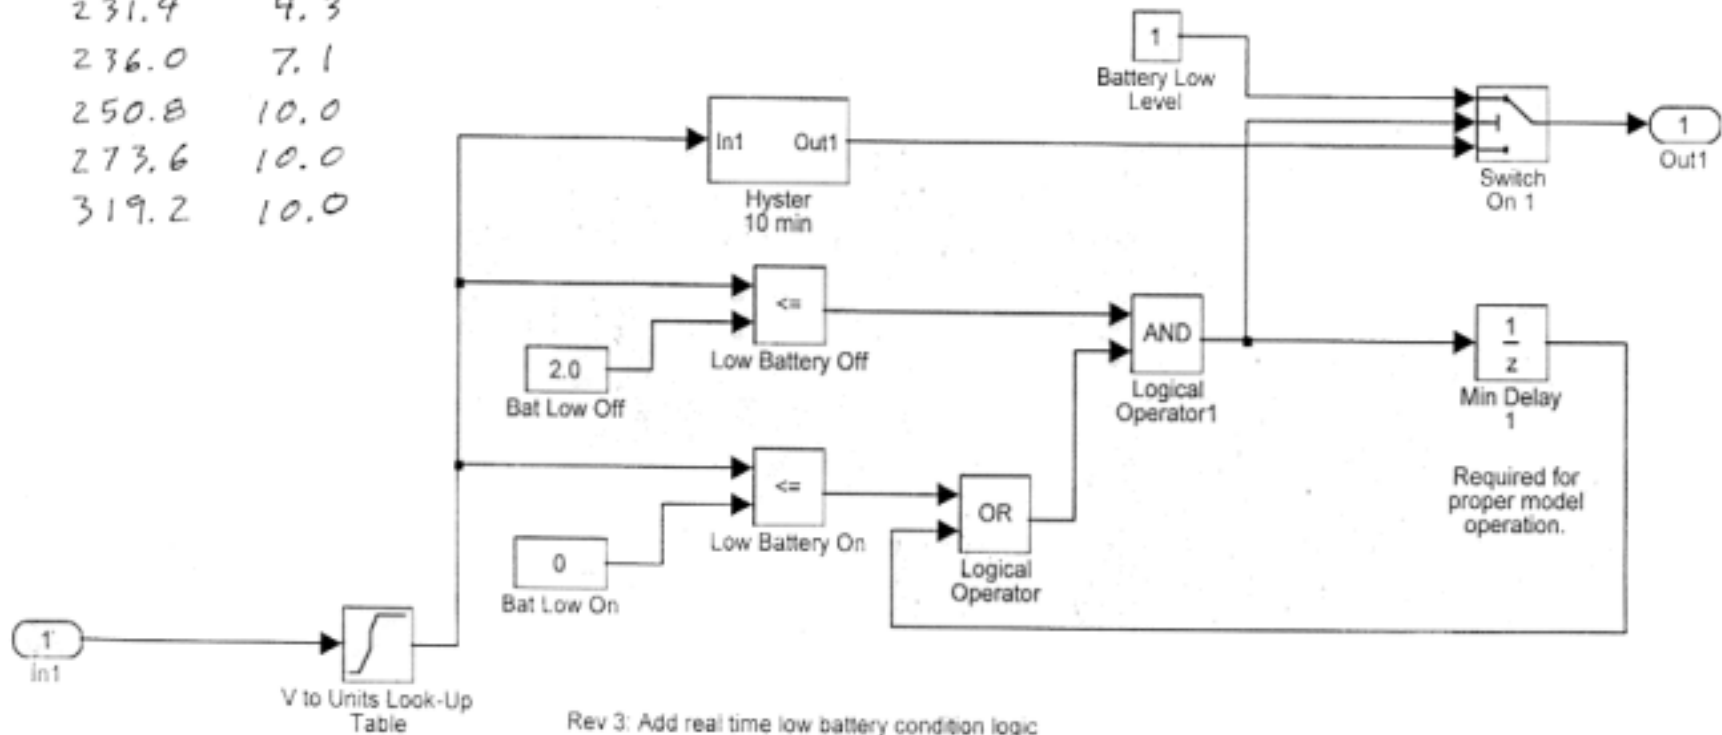 231.4 4.3
236.0 7.1
250.8 10.0
273.6 10.0
319.2 10.0
1
Battery Low
Level
In1 Out1
Hyster
10 min
Switch
On 1
1
Out1
<=
Low Battery Off
2.0
Bat Low Off
AND
Logical
Operator1
1
z
Min Delay
1
Required for
proper model
operation.
<=
Low Battery On
0
Bat Low On
OR
Logical
Operator
1
In1
V to Units Look-Up
Table
Rev 3: Add real time low battery condition logic